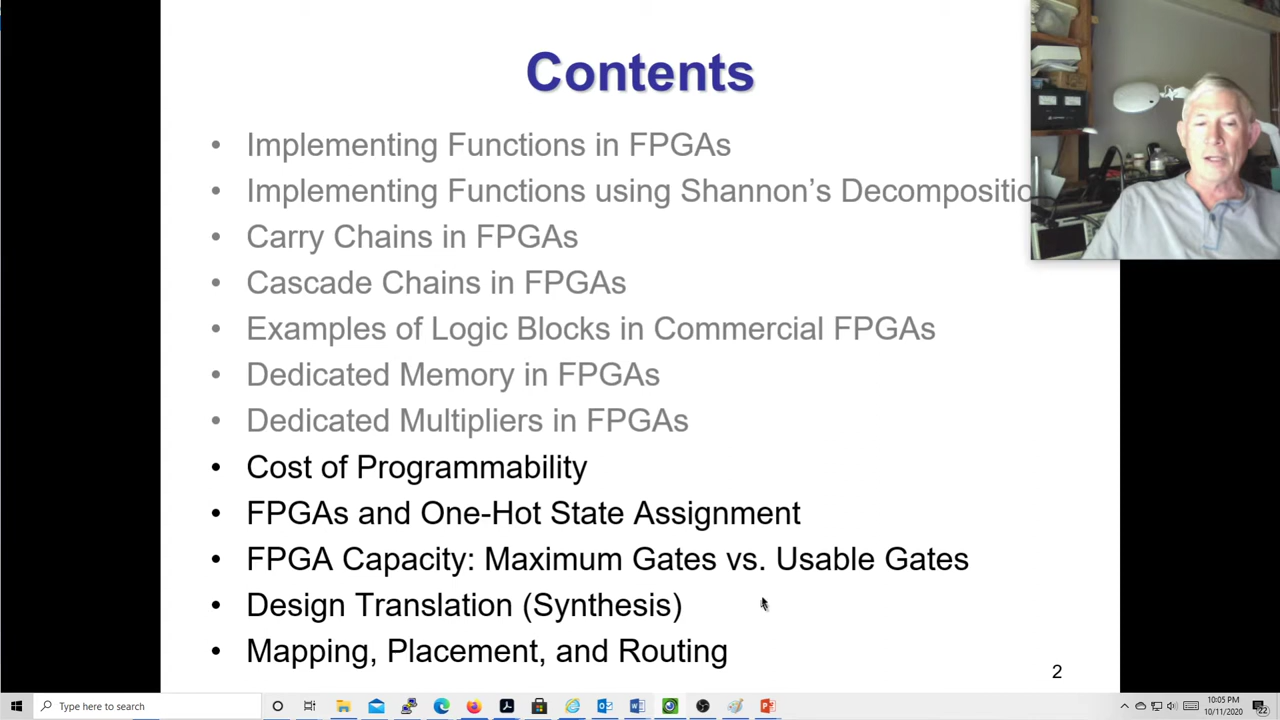 Contents
• Implementing Functions in FPGAs
• Implementing Functions using Shannon’s Decompositio
• Carry Chains in FPGAs
• Cascade Chains in FPGAs
• Examples of Logic Blocks in Commercial FPGAs
• Dedicated Memory in FPGAs
• Dedicated Multipliers in FPGAs
• Cost of Programmability
• FPGAs and One-Hot State Assignment
• FPGA Capacity: Maximum Gates vs. Usable Gates
• Design Translation (Synthesis)
• Mapping, Placement, and Routing
2
Type here to search
10:05 PM
10/11/2020
22